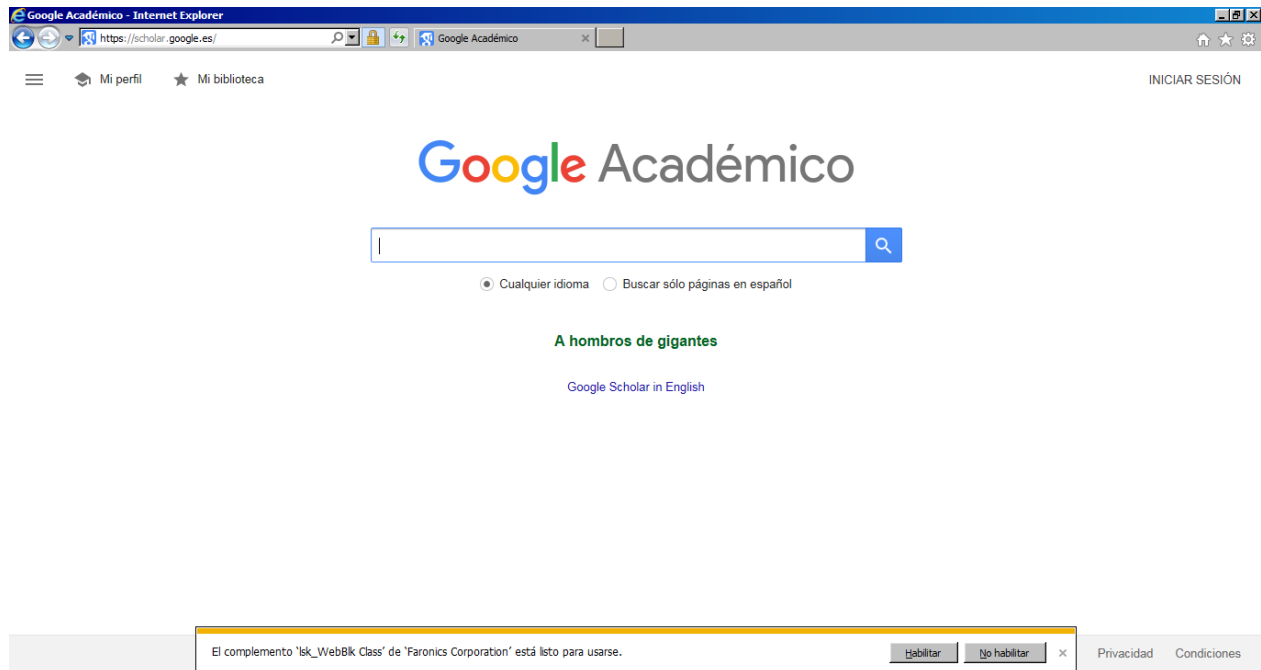 Google Académico - Internet Explorer
https://scholar.google.es/
Google Académico
Mi perfil
Mi biblioteca
INICIAR SESIÓN
Google Académico
Cualquier idioma
Buscar sólo páginas en español
A hombros de gigantes
Google Scholar in English
El complemento 'lsk_WebBlk Class' de 'Faronics Corporation' está listo para usarse.
Habilitar
No habilitar
Privacidad
Condiciones